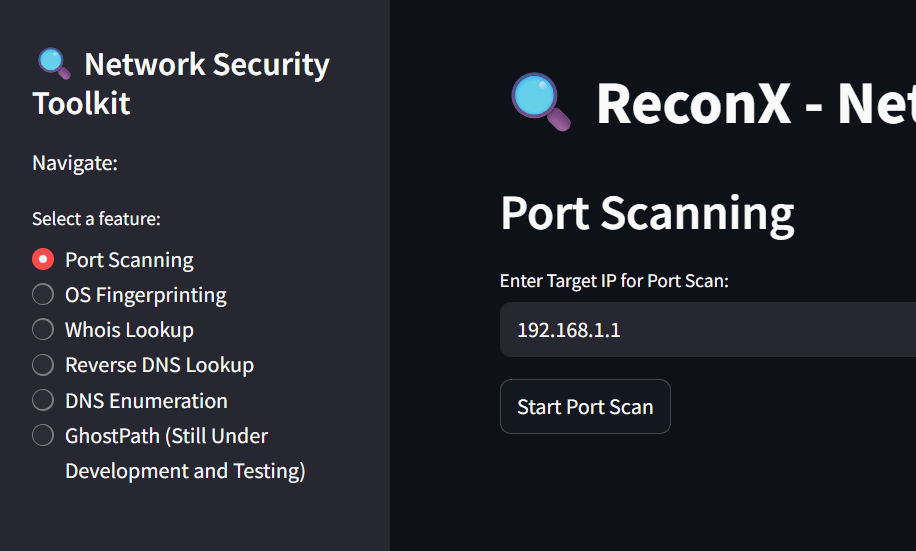 Network Security
Toolkit
Navigate:
Select a feature:
Port Scanning
OS Fingerprinting
Whois Lookup
Reverse DNS Lookup
DNS Enumeration
GhostPath (Still Under
Development and Testing)
ReconX - Net
Port Scanning
Enter Target IP for Port Scan:
192.168.1.1
Start Port Scan